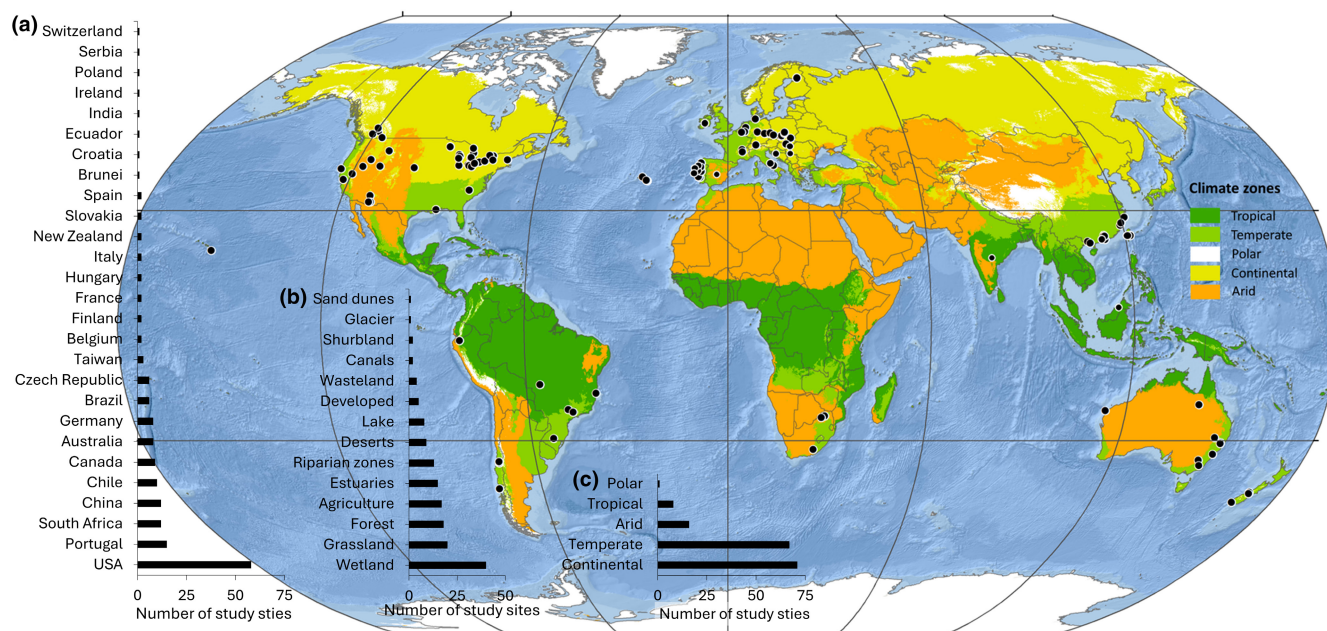 (a)
Switzerland
Serbia
Poland
Ireland
India
Ecuador
Croatia
Brunei
Spain
Slovakia
New Zealand
Italy
Hungary
France
Finland
Belgium
Taiwan
Czech Republic
Brazil
Germany
Australia
Canada
Chile
China
South Africa
Portugal
USA
0 25 50 75
Number of study sties
(b)
Sand dunes
Glacier
Shurbland
Canals
Wasteland
Developed
Lake
Deserts
Riparian zones
Estuaries
Agriculture
Forest
Grassland
Wetland
0 25 50
Number of study sites
(c)
Polar
Tropical
Arid
Temperate
Continental
0 25 50 75
Number of study sites
Climate zones
Tropical
Temperate
Polar
Continental
Arid